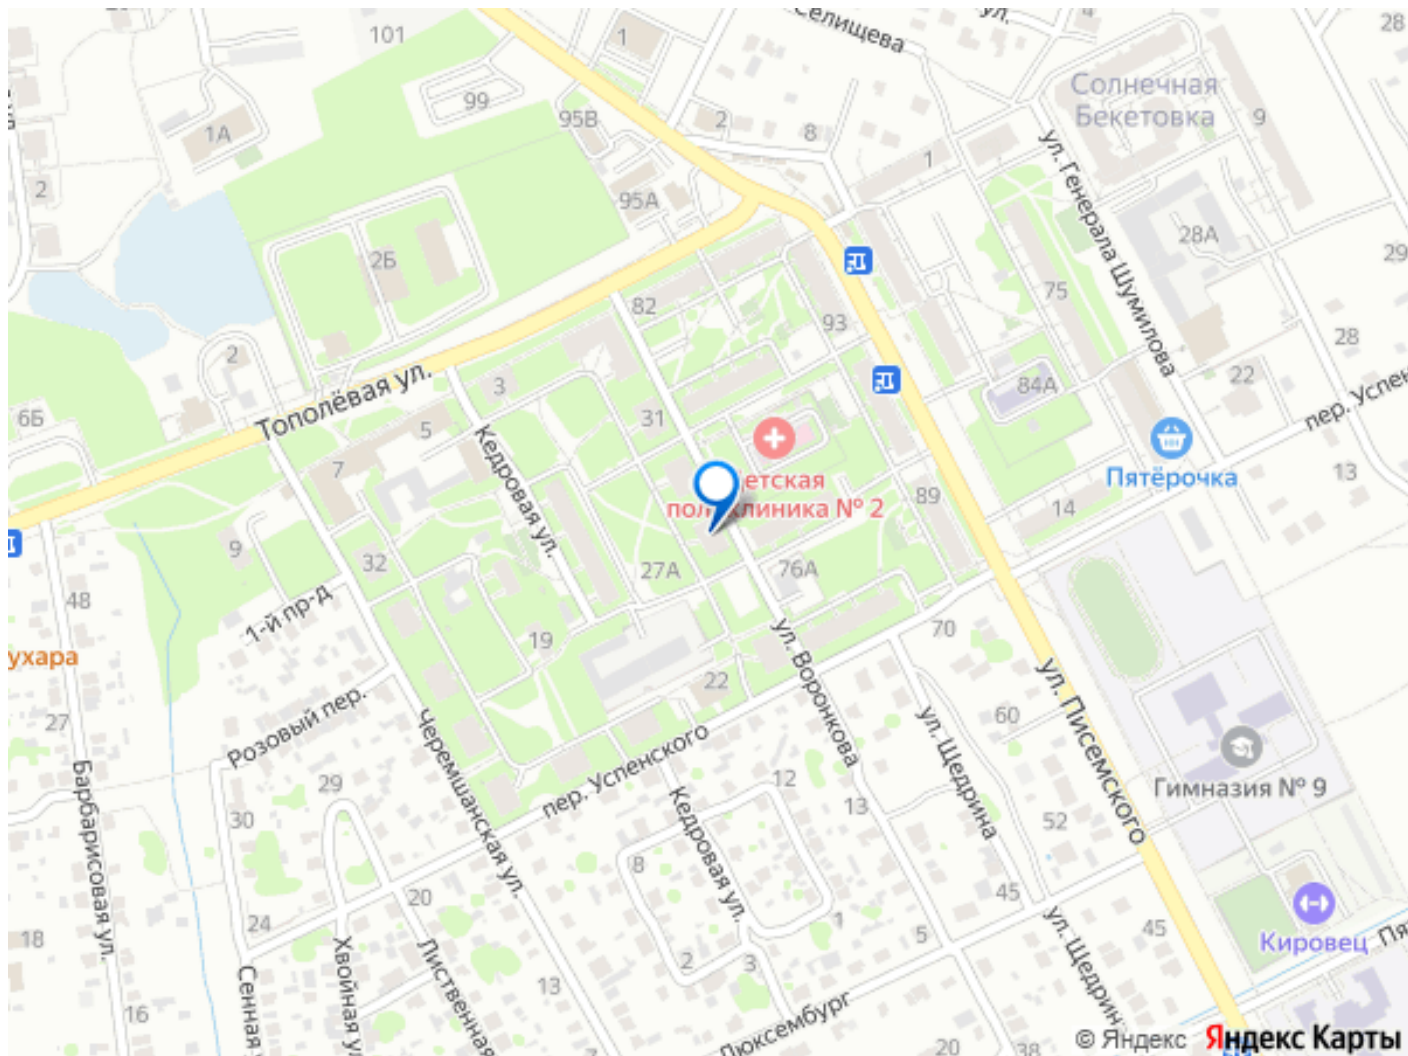 101
1
Селищева
ул.
4
28
Солнечная
Бекетовка
9
99
95В
2
8
1А
1
ул. Генерала Шумилова
2
95А
28А
29
2Б
75
82
93
28
2
3
84А
22
Тополёвая ул.
6Б
31
пер. Успен
5
Кедровая ул.
7
Пятёрочка
13
Детская
поликлиника № 2
89
14
9
32
27А
76А
48
1-й пр-д
19
70
ухара
ул. Воронкова
22
ул. Писемского
27
Розовый пер.
Черемшанская ул.
ул. Щедрина
60
пер. Успенского
Гимназия № 9
Барбарисовая ул.
29
12
13
30
Кедровая ул.
52
8
20
24
45
1
5
45
ул. Щедрин
Кировец
18
Хвойная ул
Лиственная
Сенная
2
3
13
Люксембург
16
20
38
© Яндекс Яндекс Карты